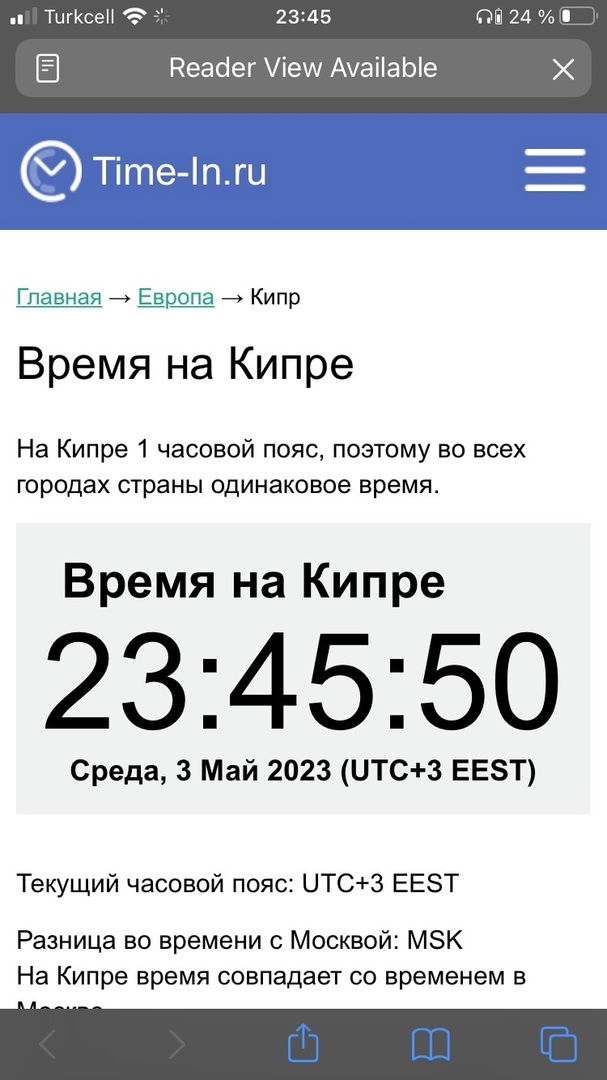 Turkcell 23:45 24 %
Reader View Available
Time-In.ru
Главная → Европа → Кипр
Время на Кипре
На Кипре 1 часовой пояс, поэтому во всех
городах страны одинаковое время.
Время на Кипре
23:45:50
Среда, 3 Май 2023 (UTC+3 EEST)
Текущий часовой пояс: UTC+3 EEST
Разница во времени с Москвой: MSK
На Кипре время совпадает со временем в
Москве